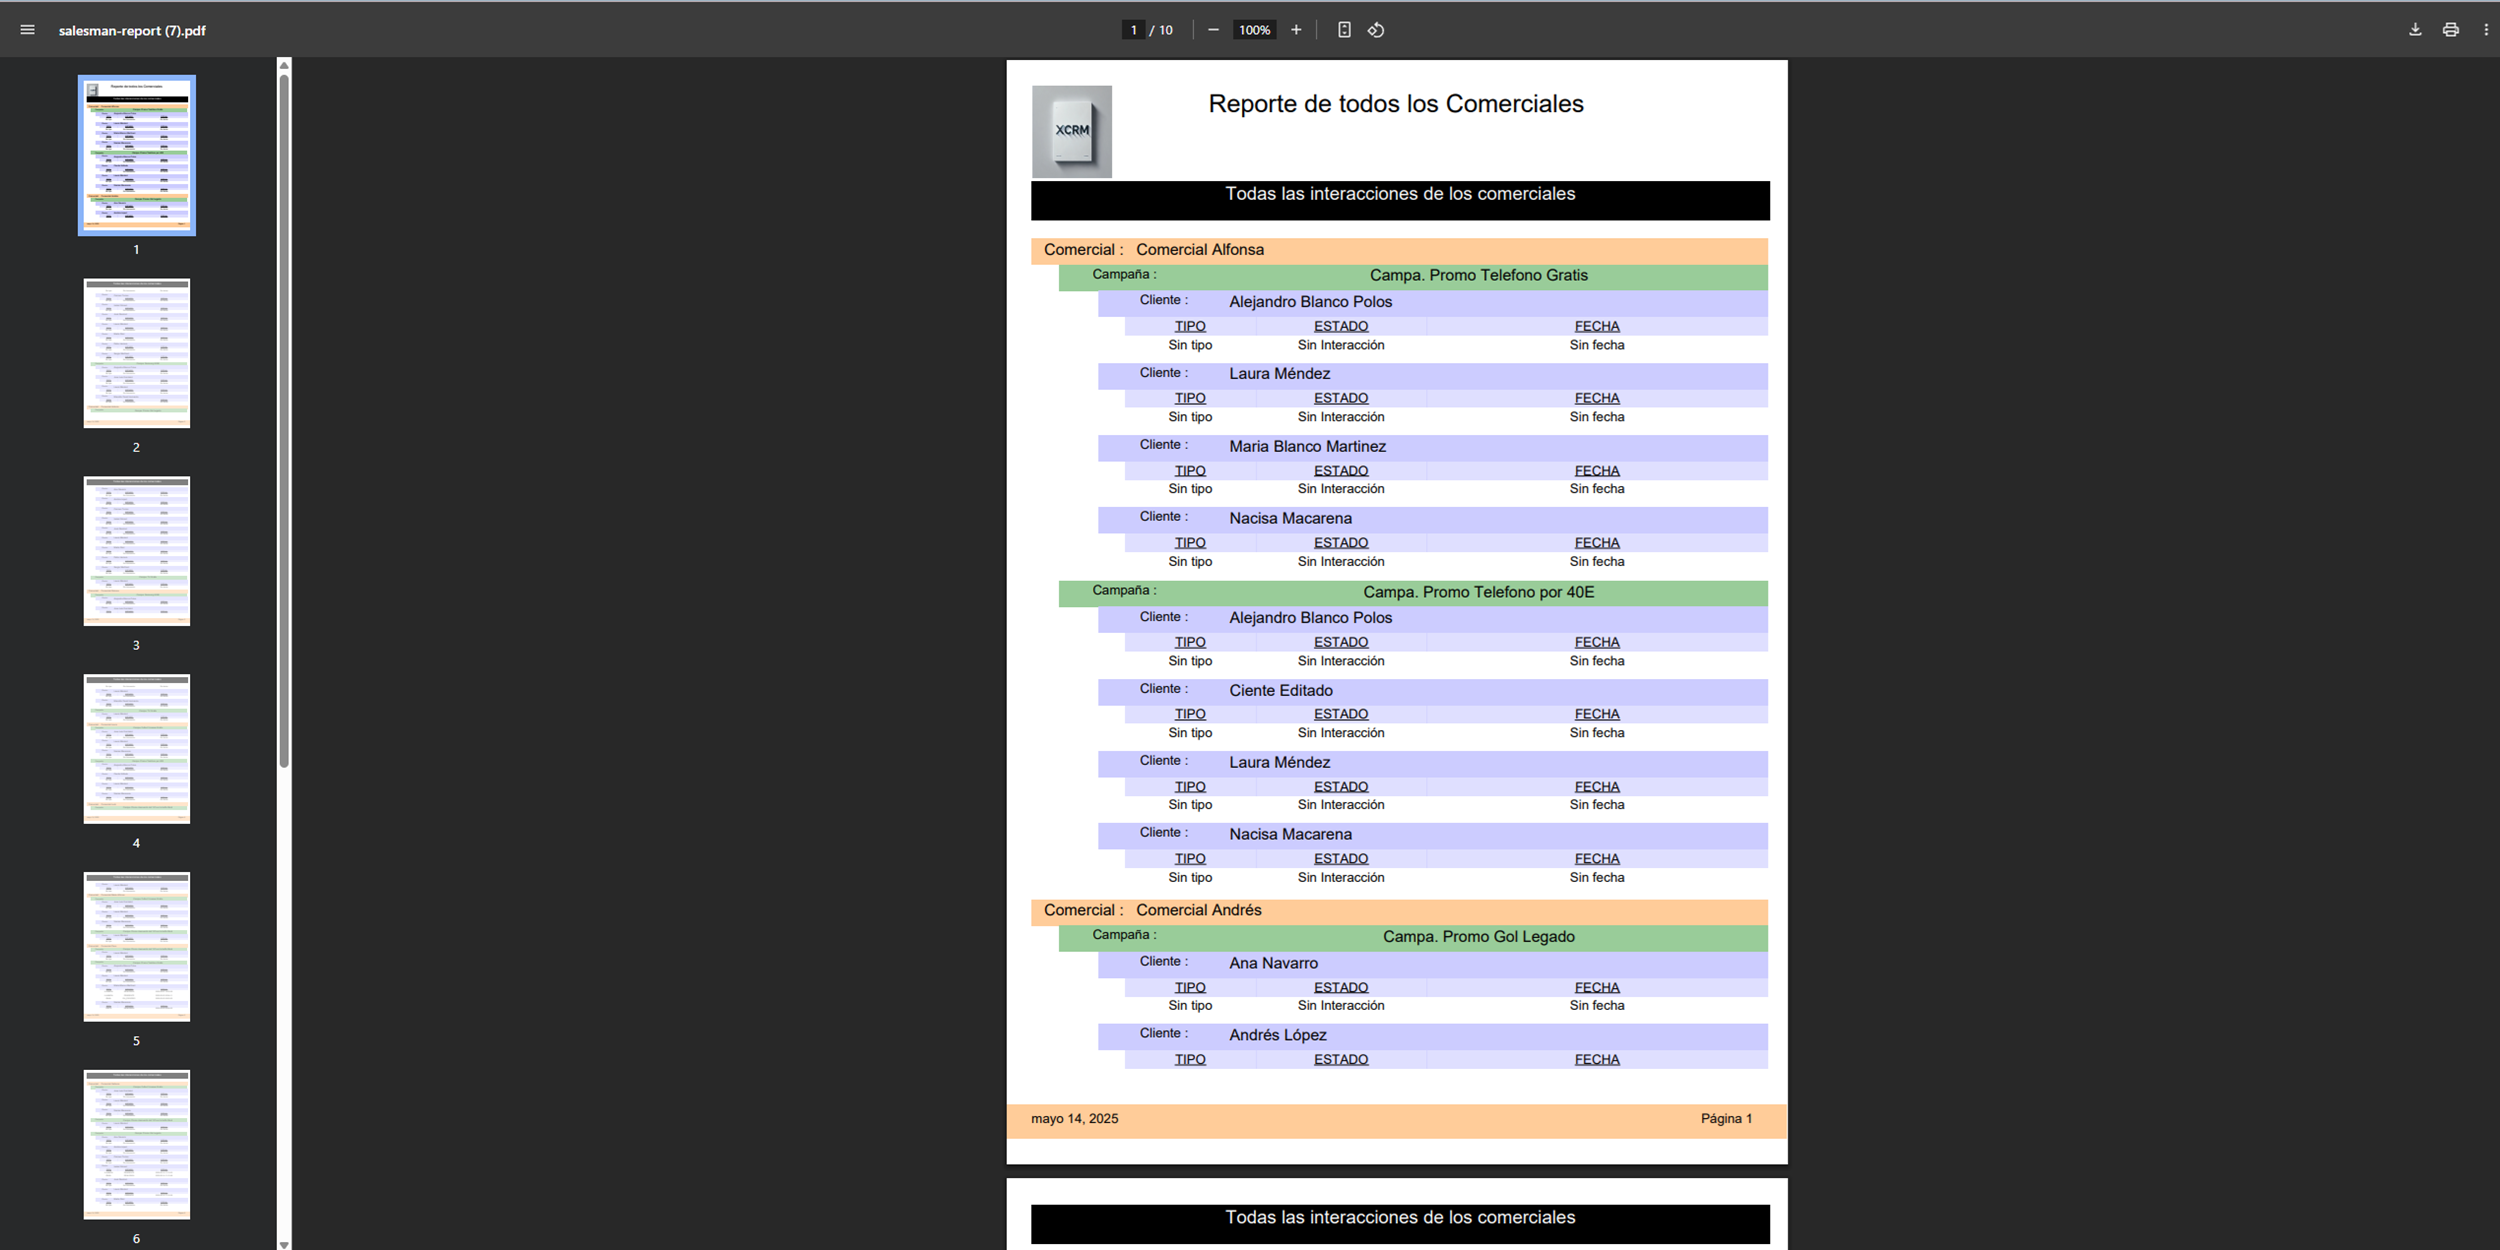 salesman-report (7).pdf
1 / 10
100%
1
2
3
4
5
6
XCRM
Reporte de todos los Comerciales
Todas las interacciones de los comerciales
Comercial : Comercial Alfonsa
Campaña : Campa. Promo Telefono Gratis
Cliente : Alejandro Blanco Polos
TIPO ESTADO FECHA
Sin tipo Sin Interacción Sin fecha
Cliente : Laura Méndez
TIPO ESTADO FECHA
Sin tipo Sin Interacción Sin fecha
Cliente : Maria Blanco Martinez
TIPO ESTADO FECHA
Sin tipo Sin Interacción Sin fecha
Cliente : Nacisa Macarena
TIPO ESTADO FECHA
Sin tipo Sin Interacción Sin fecha
Campaña : Campa. Promo Telefono por 40E
Cliente : Alejandro Blanco Polos
TIPO ESTADO FECHA
Sin tipo Sin Interacción Sin fecha
Cliente : Ciente Editado
TIPO ESTADO FECHA
Sin tipo Sin Interacción Sin fecha
Cliente : Laura Méndez
TIPO ESTADO FECHA
Sin tipo Sin Interacción Sin fecha
Cliente : Nacisa Macarena
TIPO ESTADO FECHA
Sin tipo Sin Interacción Sin fecha
Comercial : Comercial Andrés
Campaña : Campa. Promo Gol Legado
Cliente : Ana Navarro
TIPO ESTADO FECHA
Sin tipo Sin Interacción Sin fecha
Cliente : Andrés López
TIPO ESTADO FECHA
mayo 14, 2025 Página 1
Todas las interacciones de los comerciales